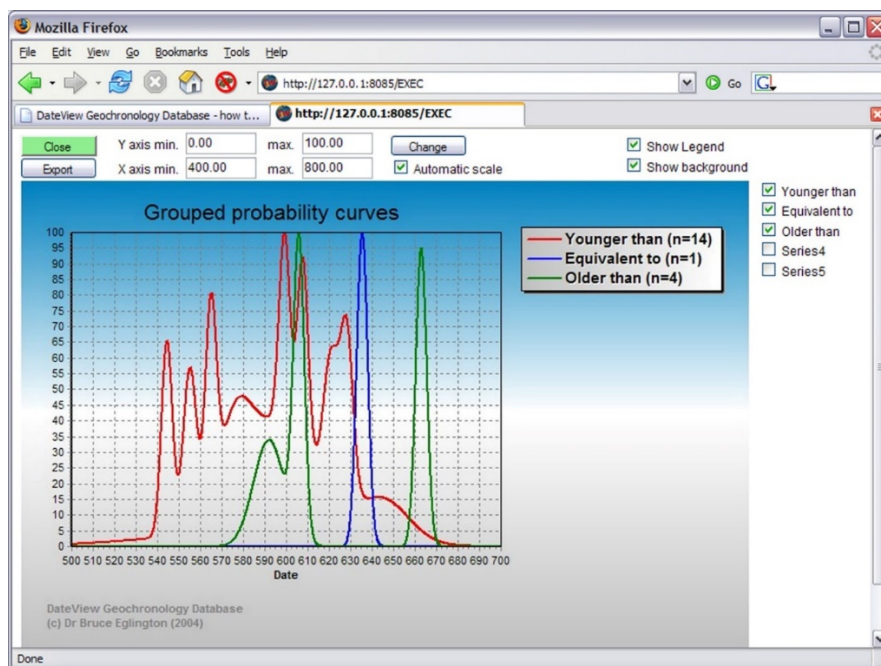 Mozilla Firefox
File Edit View Go Bookmarks Tools Help
http://127.0.0.1:8085/EXEC
Go
G
DateView Geochronology Database - how t...
http://127.0.0.1:8085/EXEC
Close Y axis min. 0.00 max. 100.00 Change Show Legend
Export X axis min. 400.00 max. 800.00 Automatic scale Show background
Younger than
Equivalent to
Older than
Series4
Series5
Grouped probability curves
Younger than (n=14)
Equivalent to (n=1)
Older than (n=4)
100
95
90
85
80
75
70
65
60
55
50
45
40
35
30
25
20
15
10
5
0
500 510 520 530 540 550 560 570 580 590 600 610 620 630 640 650 660 670 680 690 700
Date
DateView Geochronology Database
(c) Dr Bruce Eglington (2004)
Done